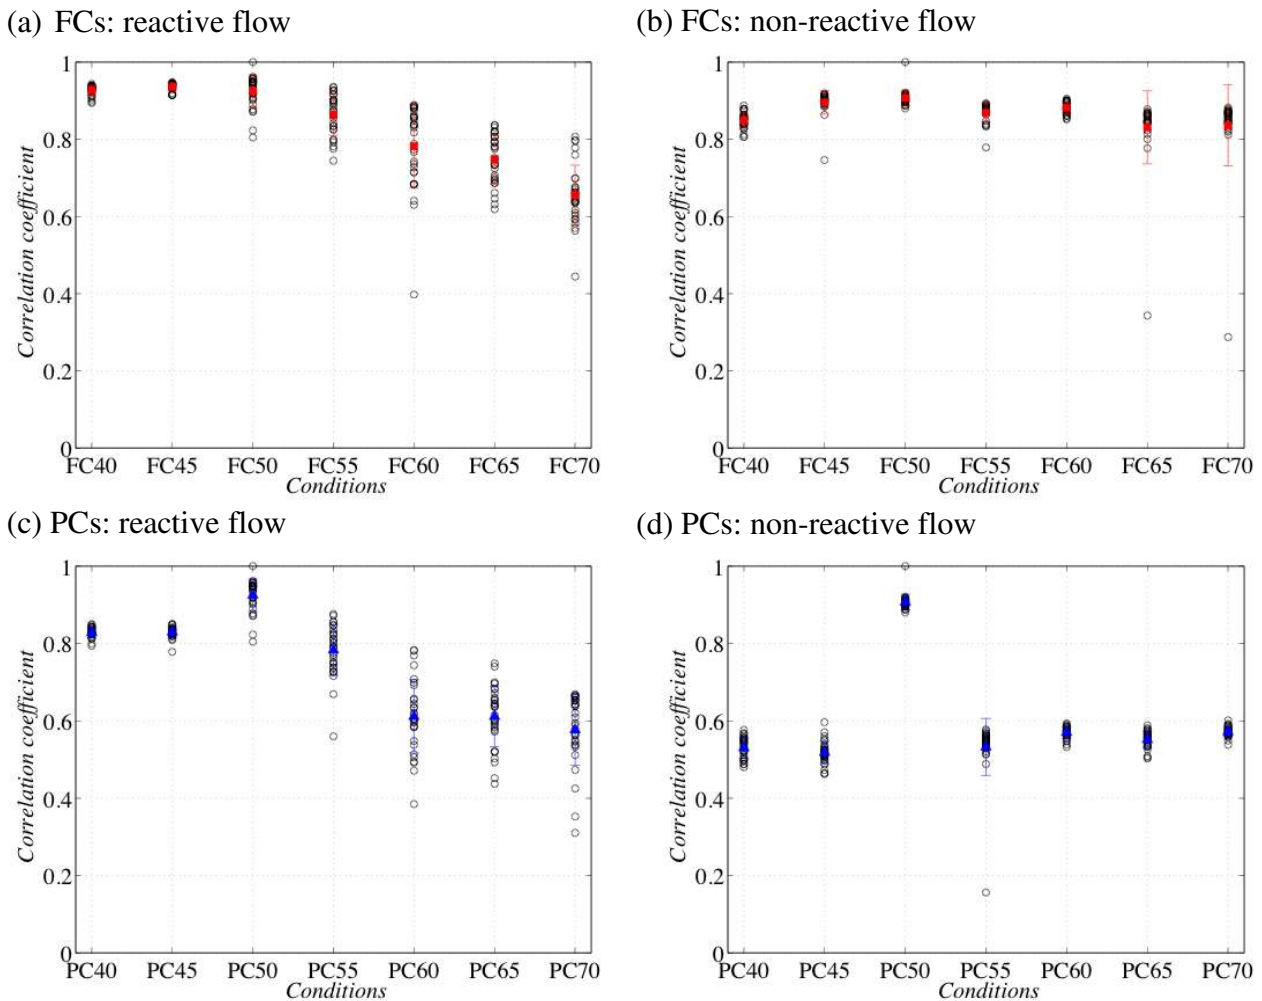 (a) FCs: reactive flow
(b) FCs: non-reactive flow
Correlation coefficient
1
0.8
0.6
0.4
0.2
0
FC40 FC45 FC50 FC55 FC60 FC65 FC70
Conditions
Correlation coefficient
1
0.8
0.6
0.4
0.2
0
FC40 FC45 FC50 FC55 FC60 FC65 FC70
Conditions
(c) PCs: reactive flow
(d) PCs: non-reactive flow
Correlation coefficient
1
0.8
0.6
0.4
0.2
0
PC40 PC45 PC50 PC55 PC60 PC65 PC70
Conditions
Correlation coefficient
1
0.8
0.6
0.4
0.2
0
PC40 PC45 PC50 PC55 PC60 PC65 PC70
Conditions